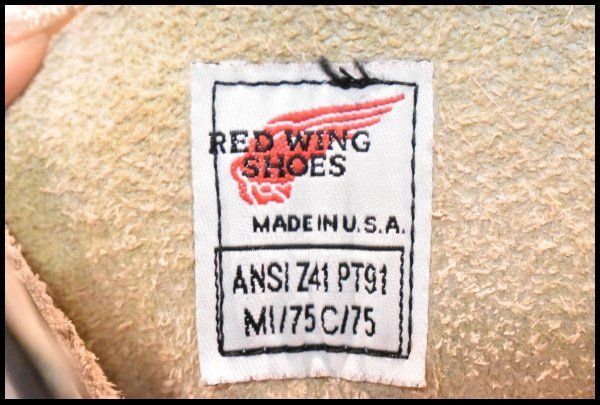 RED WING
SHOES
MADE IN U.S.A.
ANSI Z41 PT91
MI/75 C/75